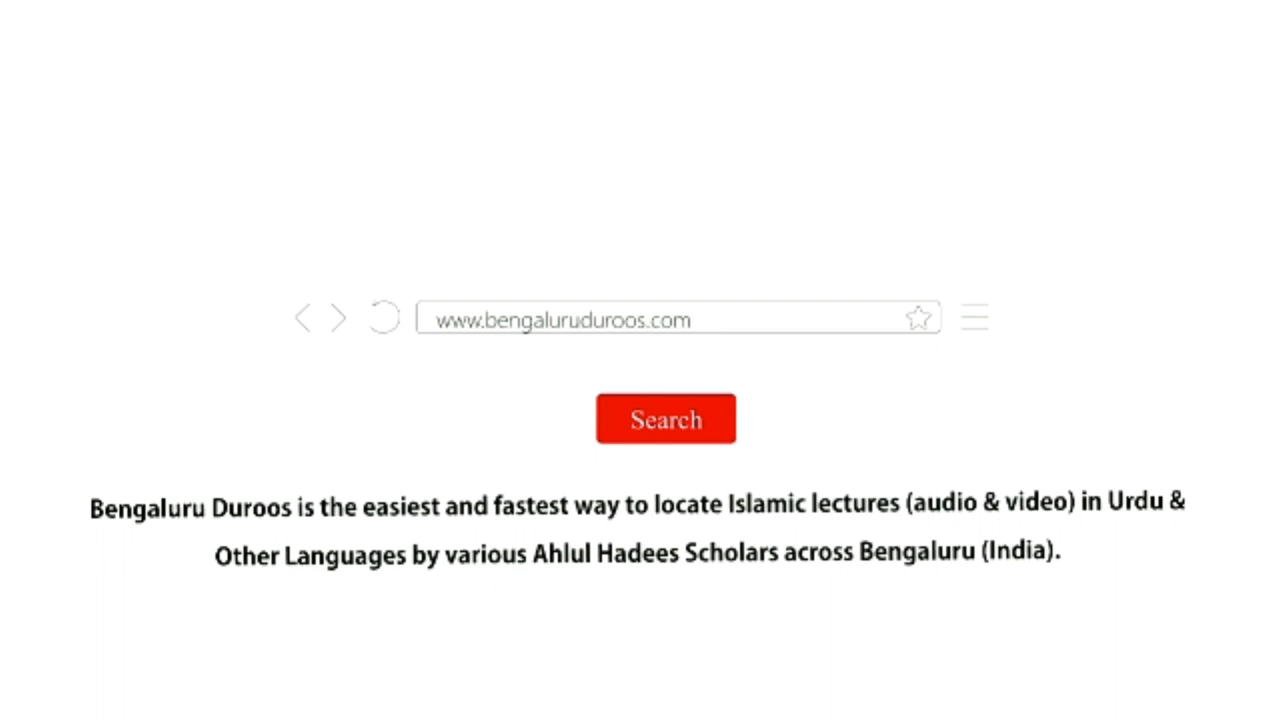 www.bengaluruduroos.com
Search
Bengaluru Duroos is the easiest and fastest way to locate Islamic lectures (audio & video) in Urdu &
Other Languages by various Ahlul Hadees Scholars across Bengaluru (India).